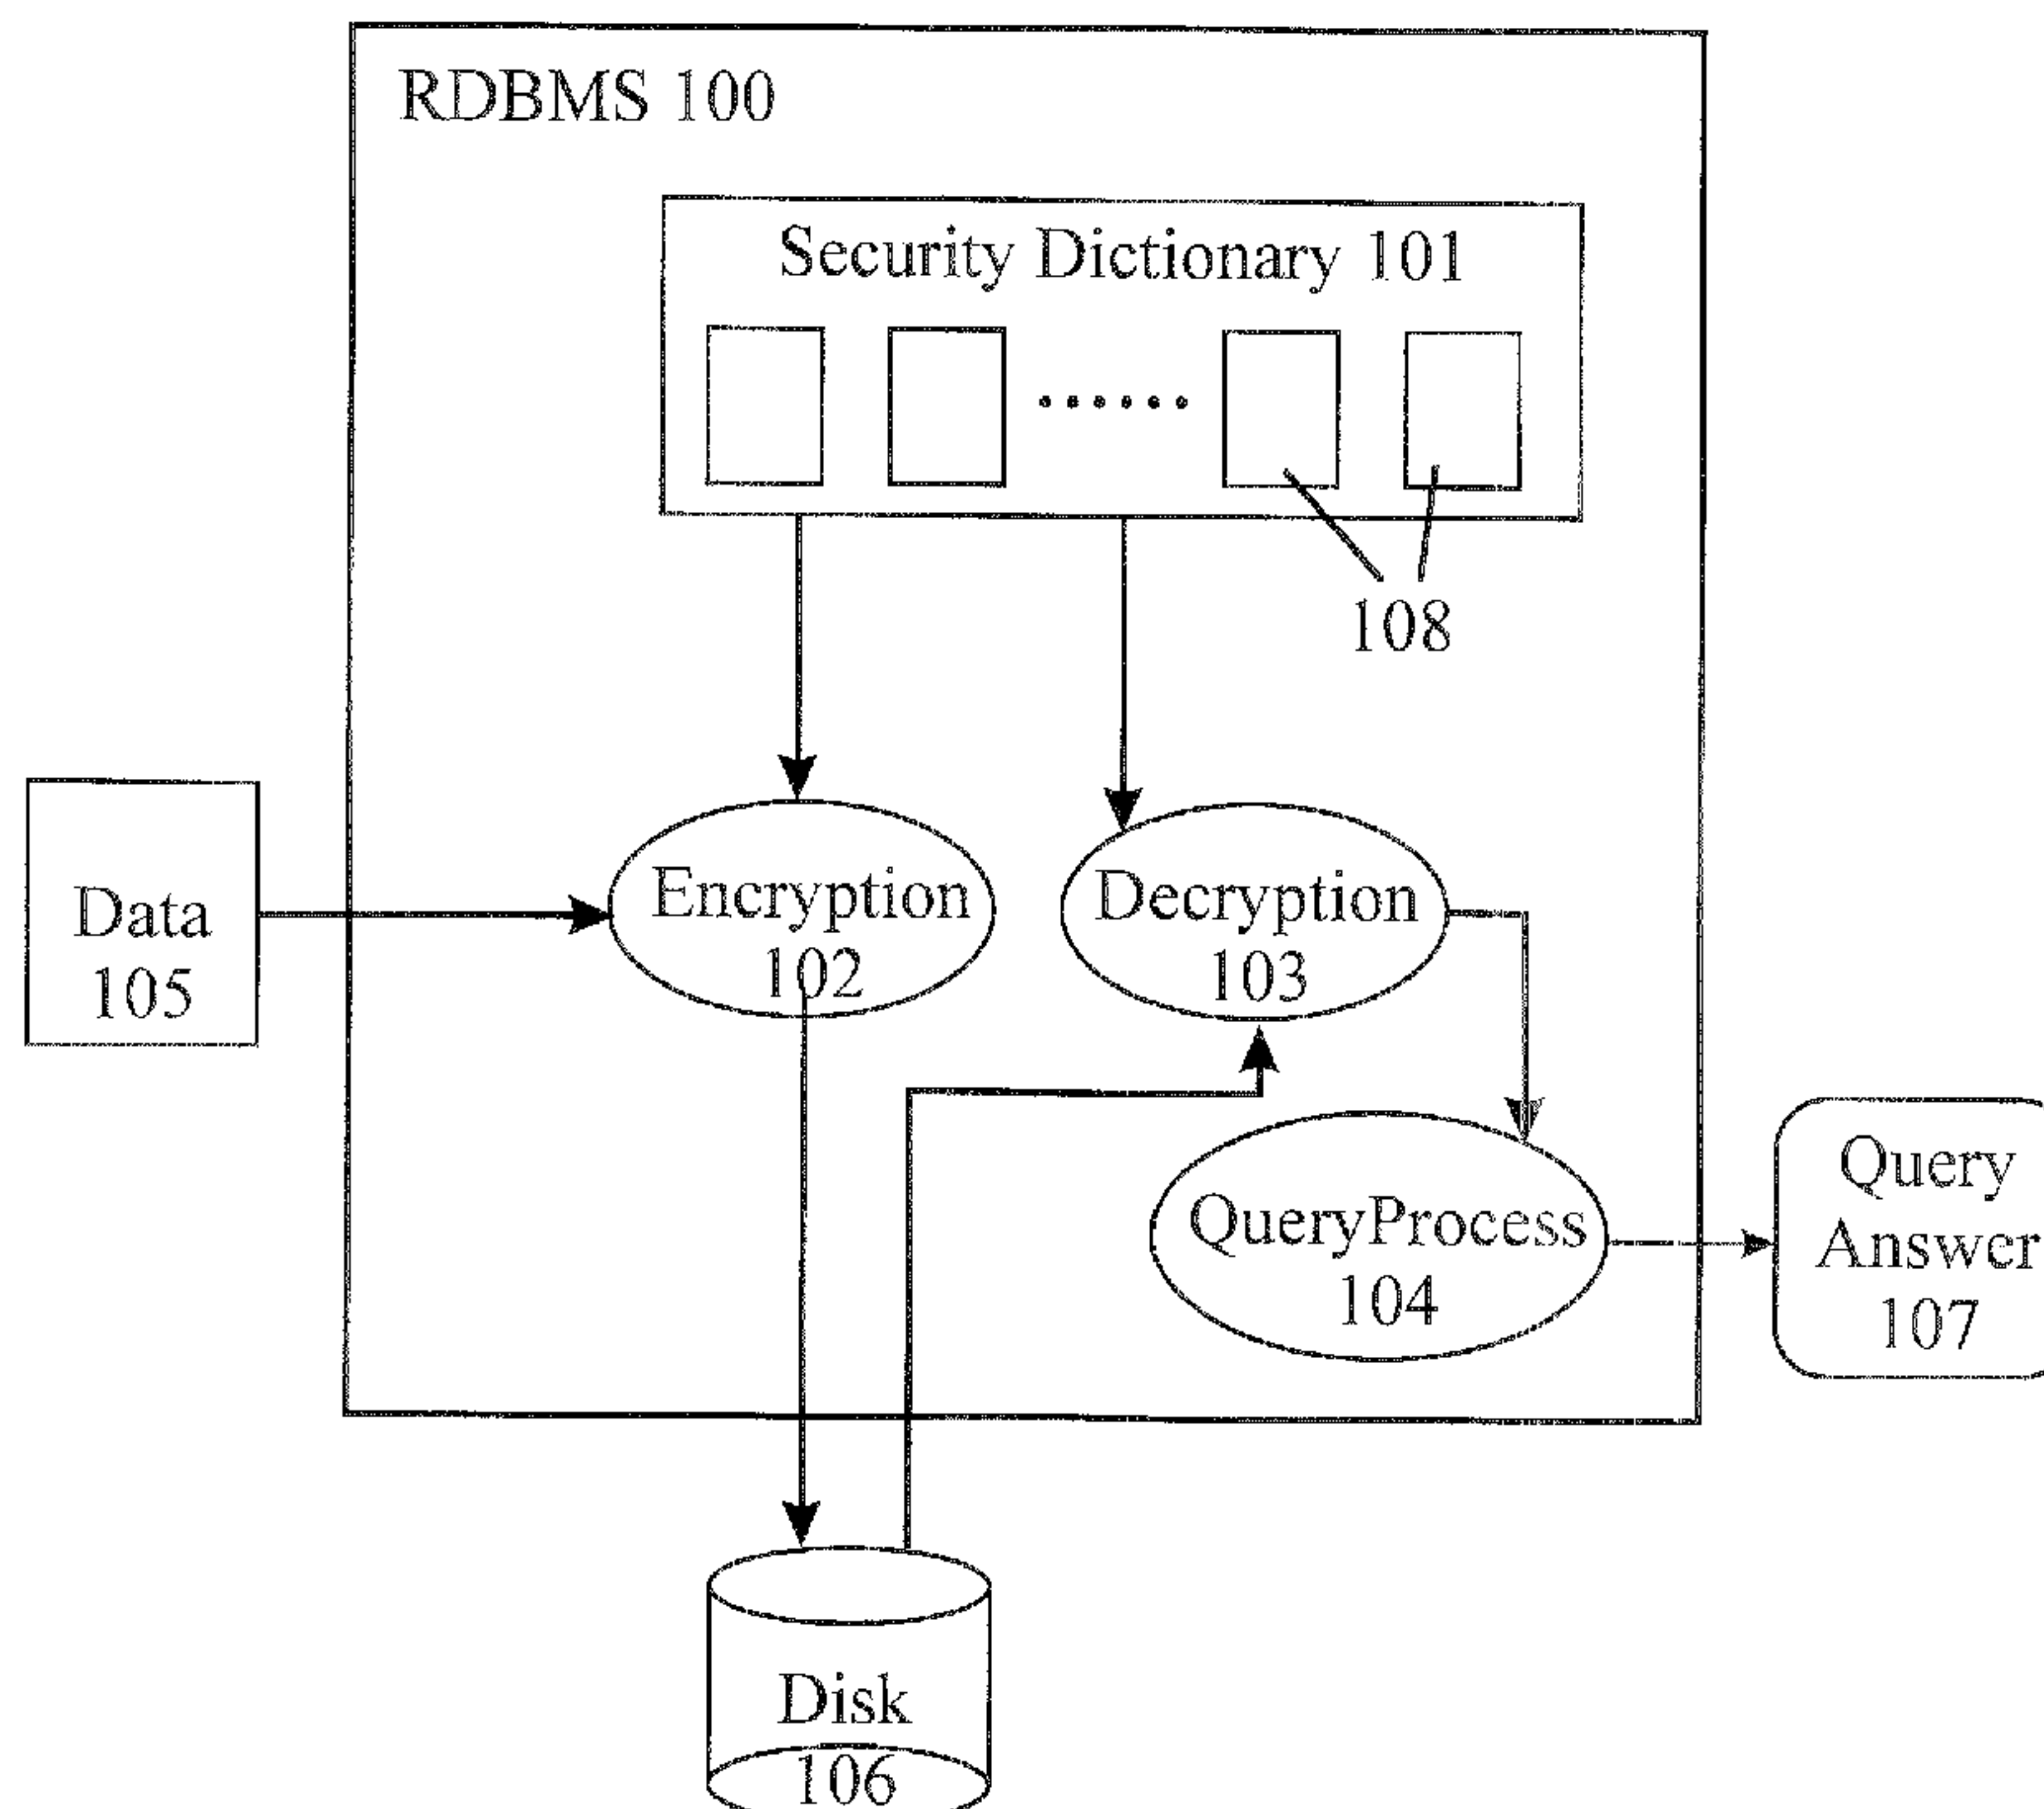 RDBMS 100
Security Dictionary 101
108
Data
105
Encryption
102
Decryption
103
QueryProcess
104
Query
Answer
107
Disk
106